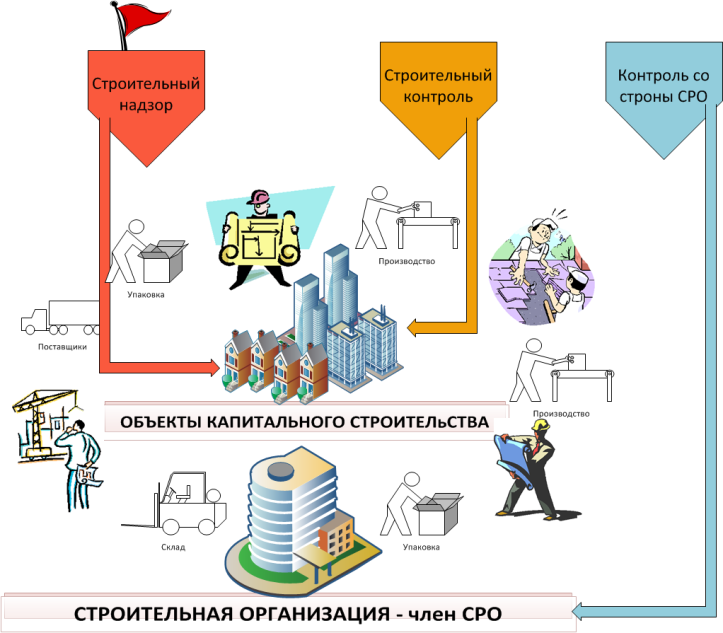 Строительный
надзор
Строительный
контроль
Контроль со
строны СРО
Производство
Упаковка
Поставщики
Производство
ОБЪЕКТЫ КАПИТАЛЬНОГО СТРОИТЕЛЬСТВА
Склад
Упаковка
СТРОИТЕЛЬНАЯ ОРГАНИЗАЦИЯ - член СРО